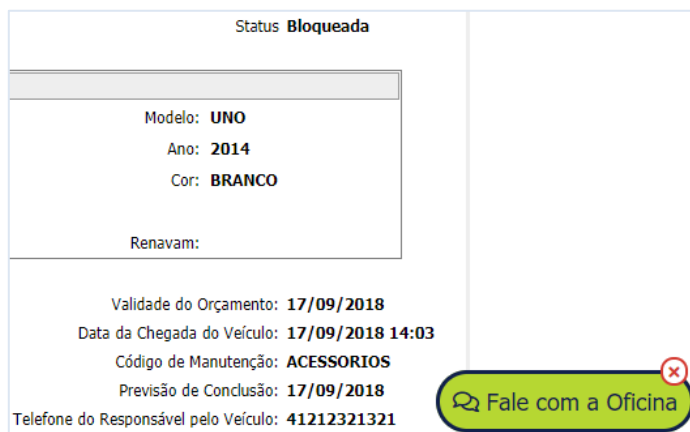 Status Bloqueada
Modelo: UNO
Ano: 2014
Cor: BRANCO
Renavam:
Validade do Orçamento: 17/09/2018
Data da Chegada do Veículo: 17/09/2018 14:03
Código de Manutenção: ACESSORIOS
Previsão de Conclusão: 17/09/2018
Telefone do Responsável pelo Veículo: 41212321321
Fale com a Oficina